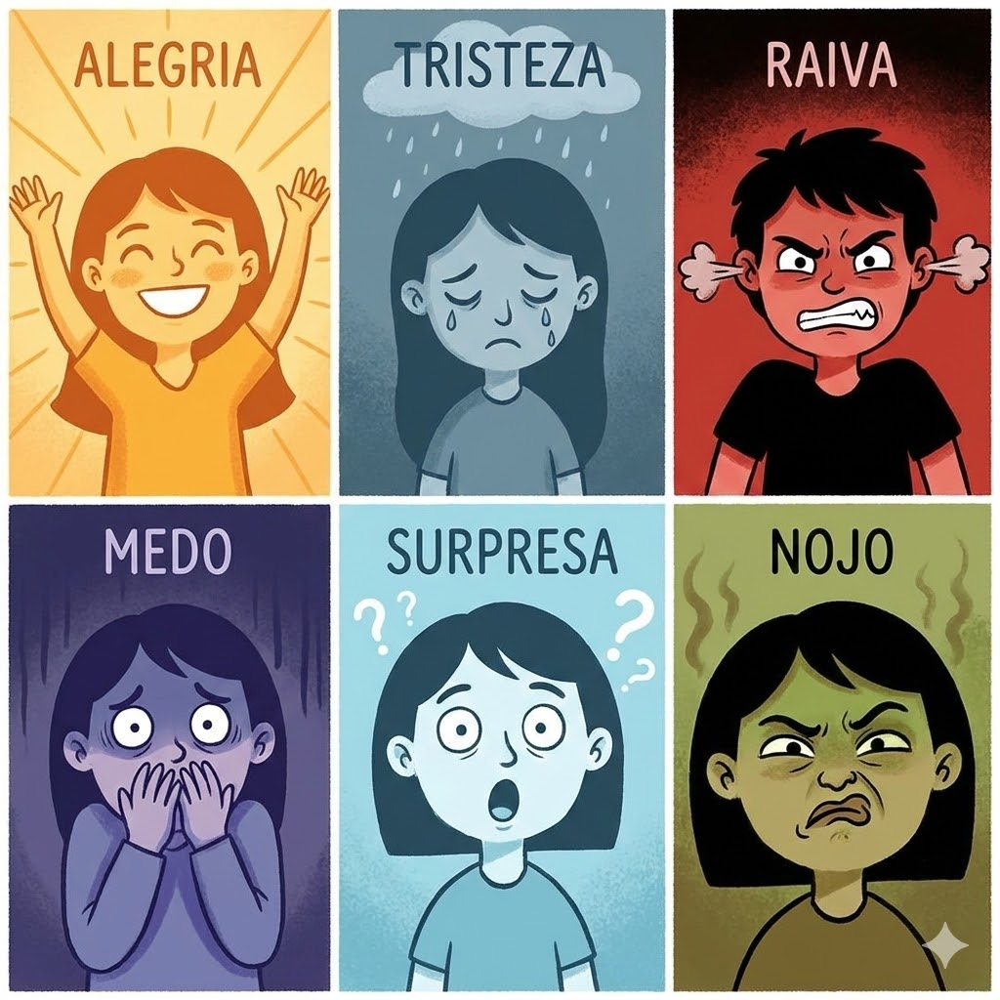 ALEGRIA
TRISTEZA
RAIVA
MEDO
SURPRESA
? ?
? ?
NOJO